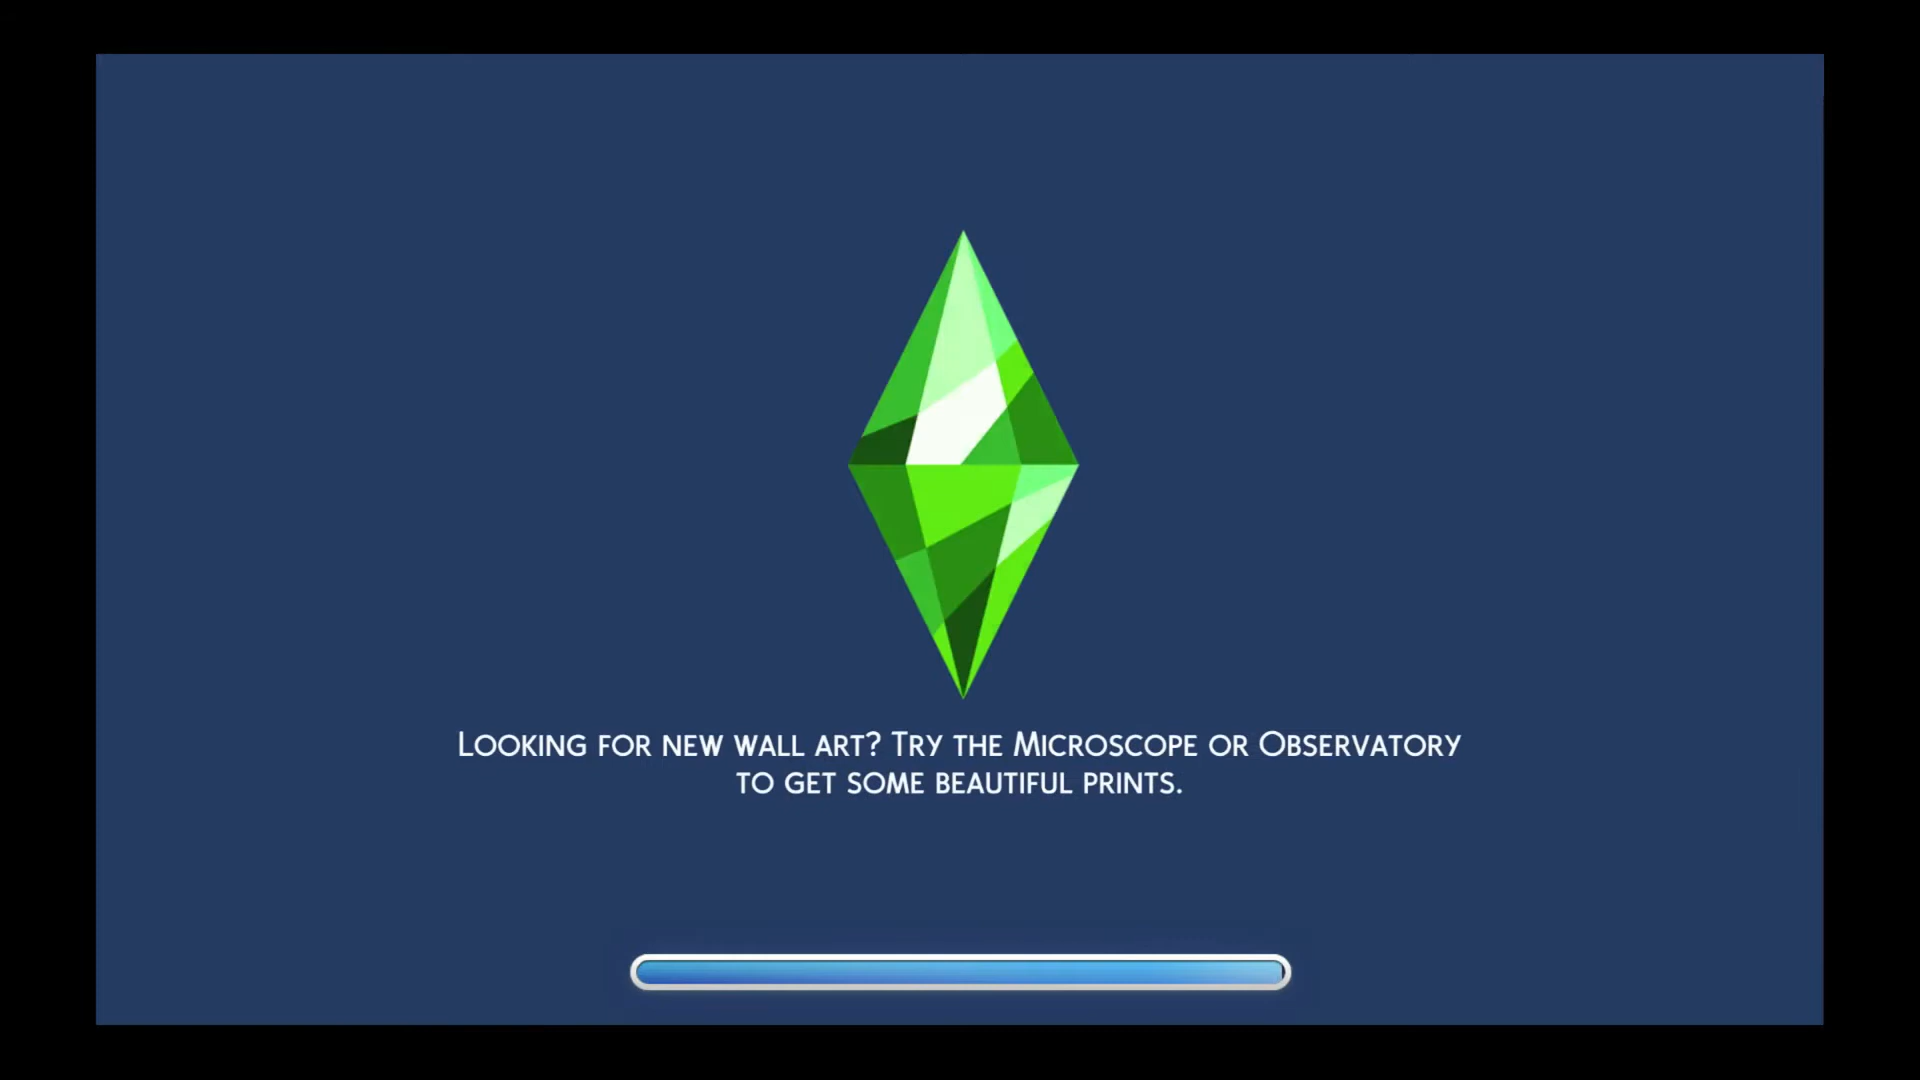 Looking for new wall art? Try the Microscope or Observatory
to get some beautiful prints.